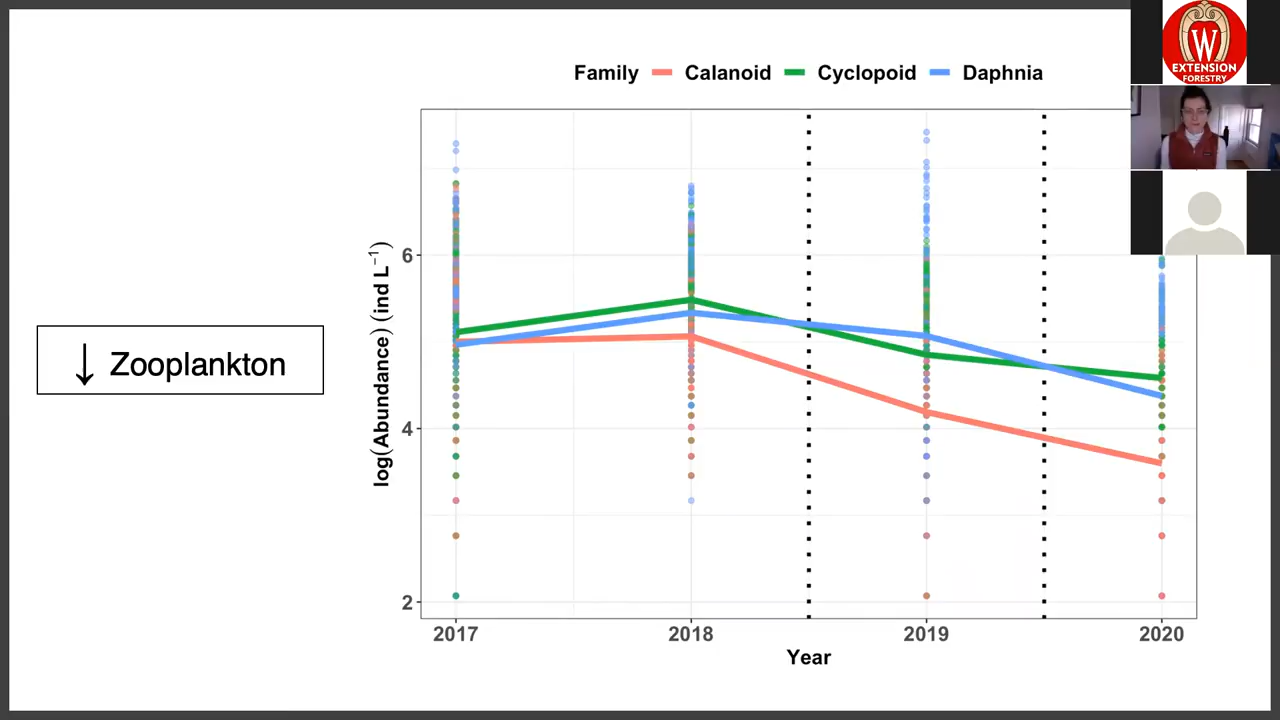 Family Calanoid Cyclopoid Daphnia
W
EXTENSION
FORESTRY
↓ Zooplankton
log(Abundance) (ind L⁻¹)
6
4
2
2017 2018 2019 2020
Year